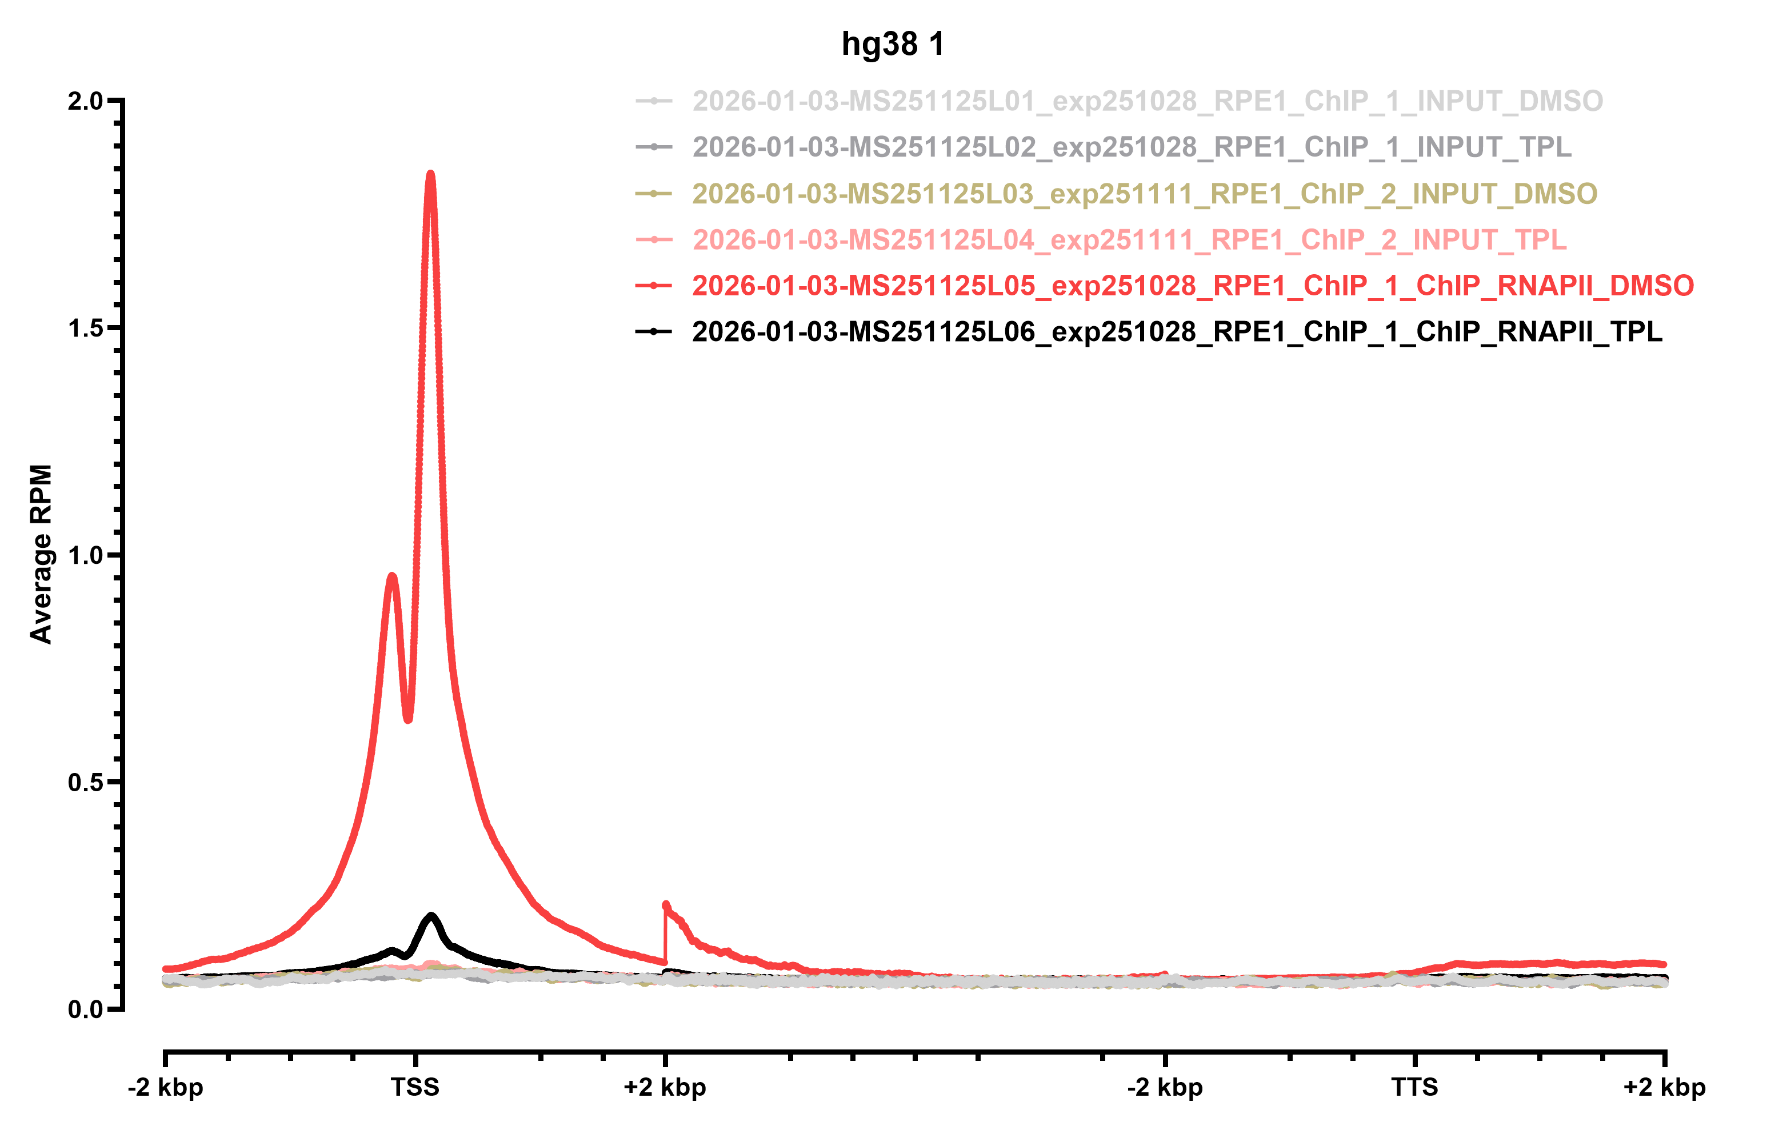 hg38 1
2026-01-03-MS251125L01_exp251028_RPE1_ChIP_1_INPUT_DMSO
2026-01-03-MS251125L02_exp251028_RPE1_ChIP_1_INPUT_TPL
2026-01-03-MS251125L03_exp251111_RPE1_ChIP_2_INPUT_DMSO
2026-01-03-MS251125L04_exp251111_RPE1_ChIP_2_INPUT_TPL
2026-01-03-MS251125L05_exp251028_RPE1_ChIP_1_ChIP_RNAPII_DMSO
2026-01-03-MS251125L06_exp251028_RPE1_ChIP_1_ChIP_RNAPII_TPL
Average RPM
2.0
1.5
1.0
0.5
0.0
-2 kbp TSS +2 kbp -2 kbp TTS +2 kbp